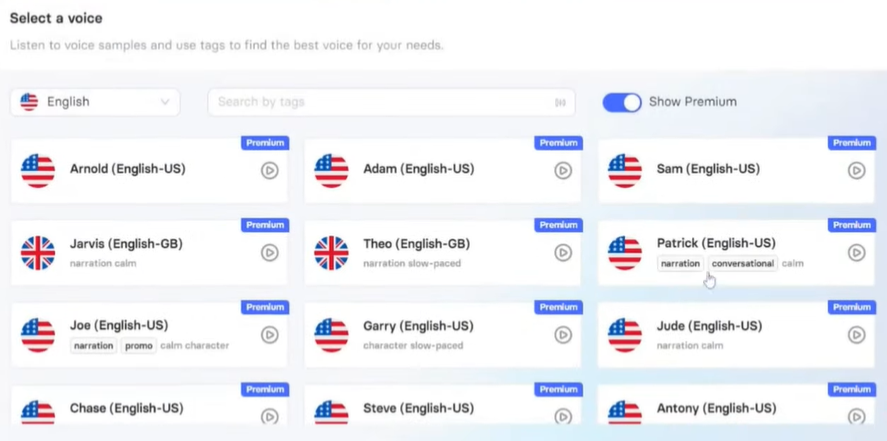 Select a voice
Listen to voice samples and use tags to find the best voice for your needs.
English
Search by tags
Show Premium
Premium
Arnold (English-US)
Premium
Adam (English-US)
Premium
Sam (English-US)
Premium
Jarvis (English-GB)
narration calm
Premium
Theo (English-GB)
narration slow-paced
Premium
Patrick (English-US)
narration conversational calm
Premium
Joe (English-US)
narration promo calm character
Premium
Garry (English-US)
character slow-paced
Premium
Jude (English-US)
narration calm
Premium
Chase (English-US)
Premium
Steve (English-US)
Premium
Antony (English-US)